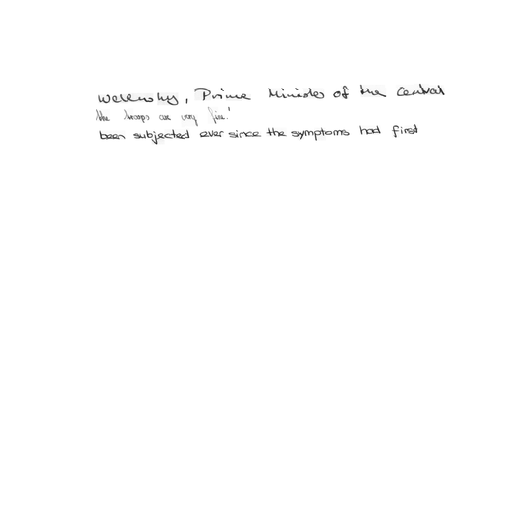 Welensky, Prime Minister of the Central
the troops are very fine.'
been subjected ever since the symptoms had first